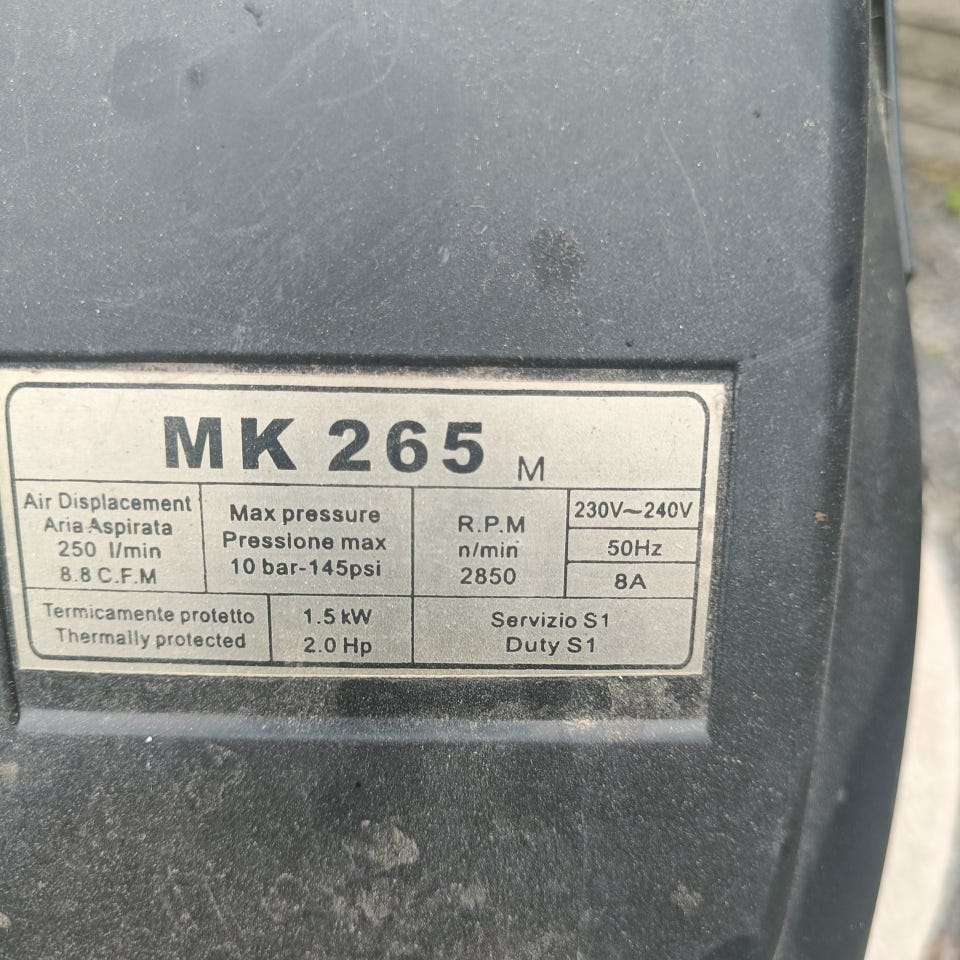 MK 265 M
Air Displacement
Aria Aspirata
250 l/min
8.8 C.F.M
Max pressure
Pressione max
10 bar-145psi
R.P.M
n/min
2850
230V~240V
50Hz
8A
Termicamente protetto
Thermally protected
1.5 kW
2.0 Hp
Servizio S1
Duty S1